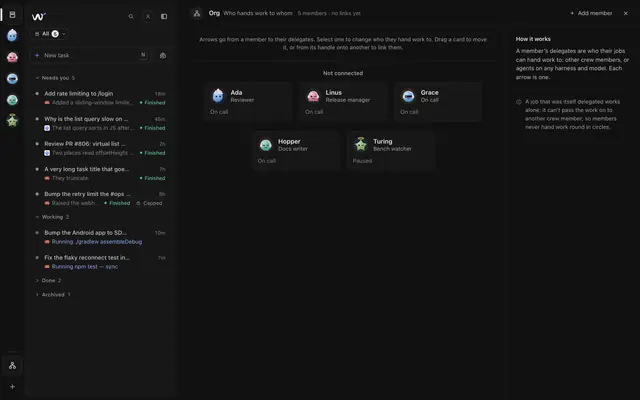 All 5
New task N
Needs you 5
Add rate limiting to /login 18m
Added a sliding-window limite... Finished
Why is the list query slow on ...
The list query sorts in JS after... Finished
Review PR #806: virtual list ... 2h
Two places read offsetHeight ... Finished
A very long task title that goe... 7h
They truncate. Finished
Bump the retry limit the #ops ...
Raised the webh... Finished Capped
Working 2
Bump the Android app to SD... 10m
Running ./gradlew assembleDebug
Fix the flaky reconnect test in...
Running npm test — sync
Done 2
Archived 1
Org Who hands work to whom 5 members · no links yet
+ Add member ×
Arrows go from a member to their delegates. Select one to change who they hand work to. Drag a card to move
it, or from its handle onto another to link them.
Not connected
Ada
Reviewer
On call
Linus
Release manager
On call
Grace
On call
On call
Hopper
Docs writer
On call
Turing
Bench watcher
Paused
How it works
A member's delegates are who their jobs
can hand work to: other crew members, or
agents on any harness and model. Each
arrow is one.
A job that was itself delegated works
alone: it can't pass the work on to
another crew member, so members
never hand work round in circles.